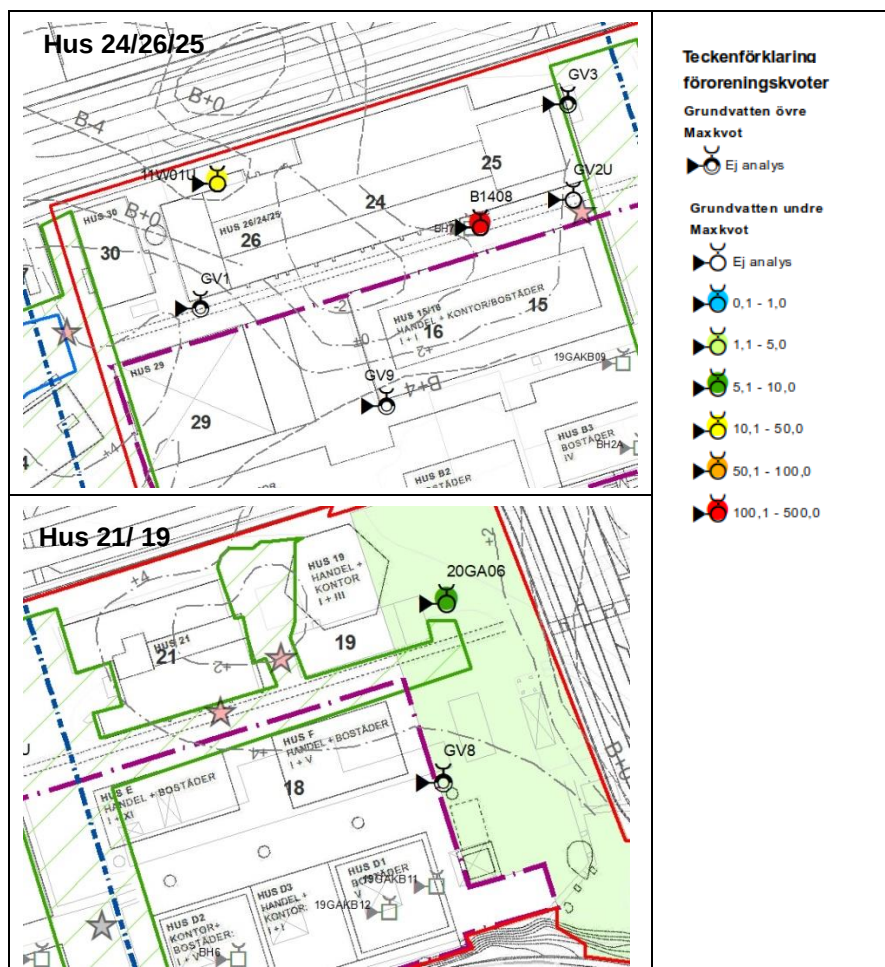 Hus 24/26/25
B+0
B-4
GV3
11W01U
25
GV2U
24
B1408
HUS 30
B+0
HUS 26/24/25
30
26
GV1
-2
HUS 15/16
HANDEL + KONTOR/BOSTÄDER
I + I
15
±0
16
+2
HUS 29
19GAKB09
GV9
B+4
29
HUS B3
BOSTÄDER
IV
BH2A
+4
HUS B2
BOSTÄDER
Hus 21/ 19
+4
HUS 19
HANDEL +
KONTOR
I + III
+2
20GA06
HUS 21
21
19
+2
HUS F
HANDEL + BOSTÄDER
I + V
+4
GV8
B+0
HUS E
HANDEL + BOSTÄDER
I + XI
18
HUS D1
BOSTÄDER
V
19GAKB11
HUS D3
HANDEL +
KONTOR:
I + I
19GAKB12
HUS D2
KONTOR+
BOSTÄDER:
I + V
BH6
Teckenförklaring
föroreningskvoter
Grundvatten övre
Maxkvot
Ej analys
Grundvatten undre
Maxkvot
Ej analys
0,1 - 1,0
1,1 - 5,0
5,1 - 10,0
10,1 - 50,0
50,1 - 100,0
100,1 - 500,0